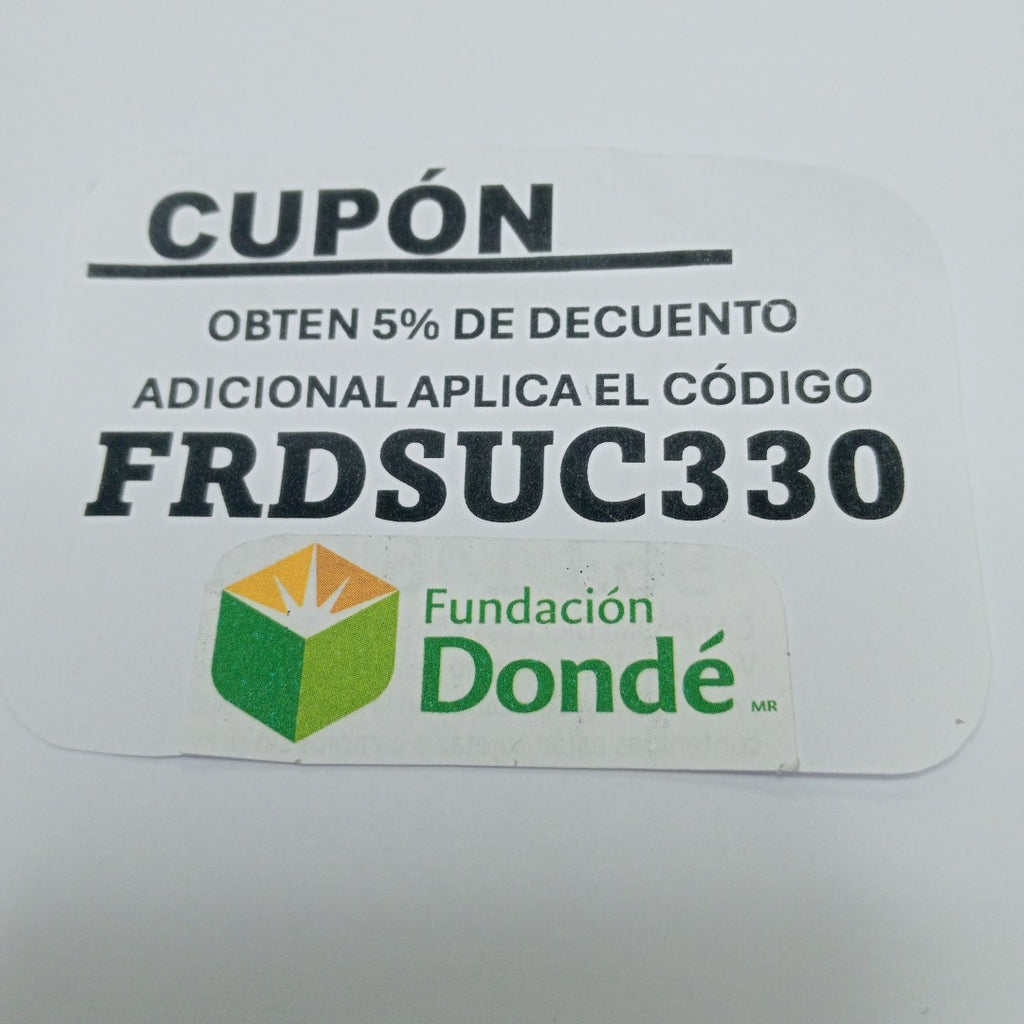 CUPÓN
OBTEN 5% DE DECUENTO
ADICIONAL APLICA EL CÓDIGO
FRDSUC330
Fundación
Dondé MR